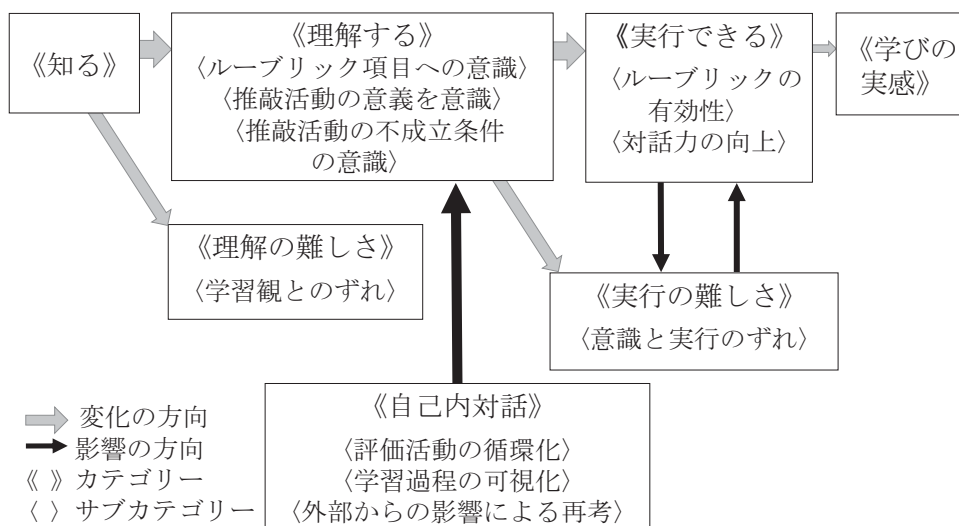 《知る》
《理解する》
〈ルーブリック項目への意識〉
〈推敲活動の意義を意識〉
〈推敲活動の不成立条件
の意識〉
《実行できる》
〈ルーブリックの
有効性〉
〈対話力の向上〉
《学びの
実感》
《理解の難しさ》
〈学習観とのずれ〉
《実行の難しさ》
〈意識と実行のずれ〉
《自己内対話》
〈評価活動の循環化〉
〈学習過程の可視化〉
〈外部からの影響による再考〉
変化の方向
影響の方向
《 》カテゴリー
〈 〉サブカテゴリー